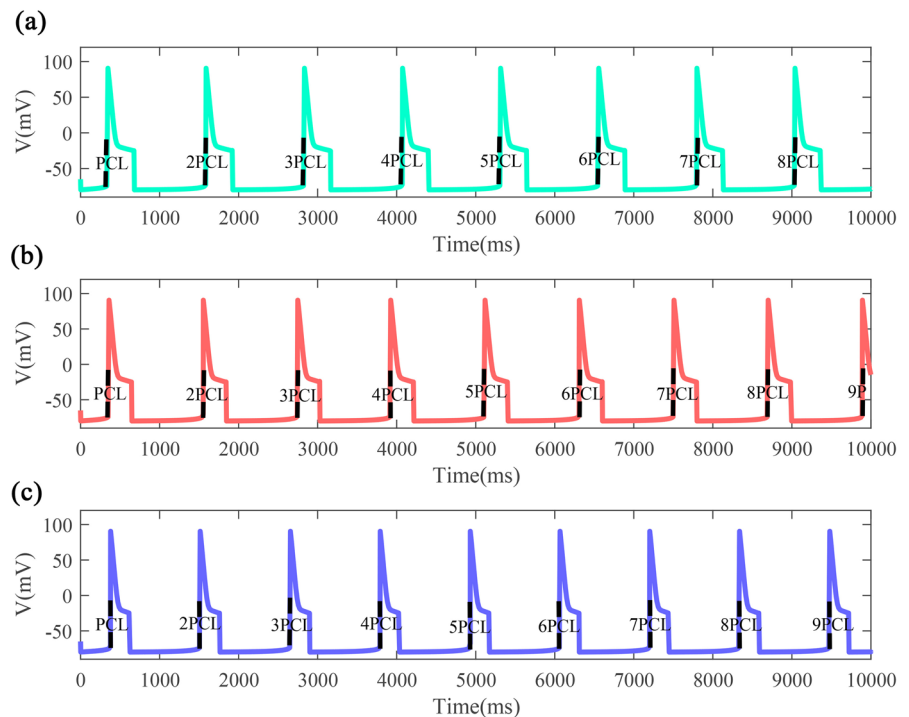 (a)
100
50
0
-50
V(mV)
PCL 2PCL 3PCL 4PCL 5PCL 6PCL 7PCL 8PCL
0 1000 2000 3000 4000 5000 6000 7000 8000 9000 10000
Time(ms)
(b)
100
50
0
-50
V(mV)
PCL 2PCL 3PCL 4PCL 5PCL 6PCL 7PCL 8PCL 9P
0 1000 2000 3000 4000 5000 6000 7000 8000 9000 10000
Time(ms)
(c)
100
50
0
-50
V(mV)
PCL 2PCL 3PCL 4PCL 5PCL 6PCL 7PCL 8PCL 9PCL
0 1000 2000 3000 4000 5000 6000 7000 8000 9000 10000
Time(ms)